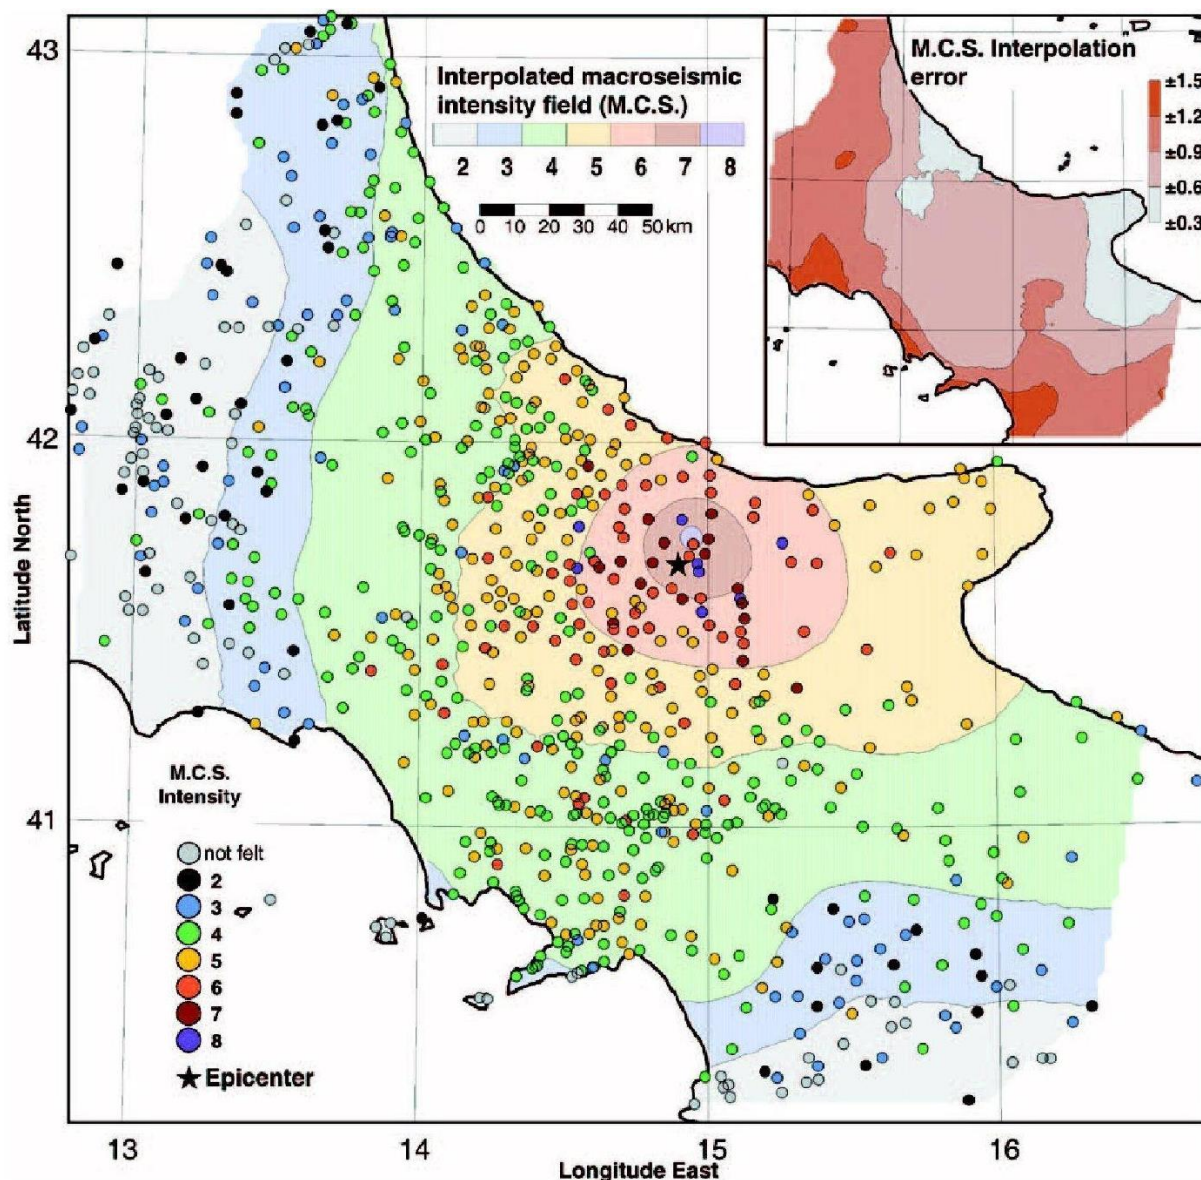 43
42
41
Latitude North
Interpolated macroseismic
intensity field (M.C.S.)
2 3 4 5 6 7 8
0 10 20 30 40 50 km
M.C.S. Interpolation
error
±1.5
±1.2
±0.9
±0.6
±0.3
M.C.S.
Intensity
not felt
2
3
4
5
6
7
8
Epicenter
13 14 15 16
Longitude East